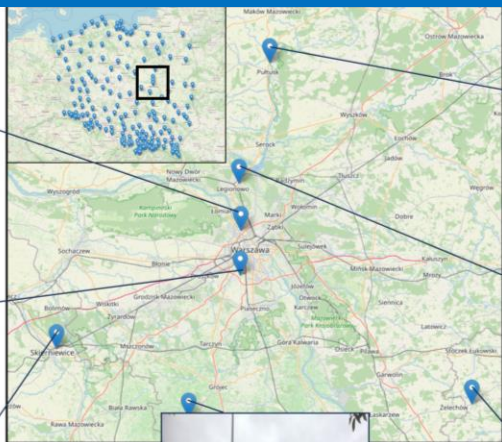 Maków Mazowiecki
Ostrów Mazowiecka
Pułtusk
Brok
Wyszków
Łochów
Serock
Jadów
Nowy Dwór
Mazowiecki
Legionowo
Radzymin
Tłuszcz
Węgrów
Wyszogród
Kampinoski
Park Narodowy
Łomianki
Marki
Wołomin
Ząbki
Dobre
Warszawa
Sulejówek
Sochaczew
Błonie
Kałuszyn
Mińsk Mazowiecki
Mrozy
Józefów
Grodzisk Mazowiecki
Otwock
Wiskitki
Piaseczno
Karczew
Siennica
Bolimów
Żyrardów
Mazowiecki
Park Krajobrazowy
Latowicz
Skierniewice
Mszczonów
Tarczyn
Góra Kalwaria
Osieck
Pilawa
Stoczek Łukowski
Garwolin
Grójec
Biała Rawska
Łaskarzew
Żelechów
Rawa Mazowiecka